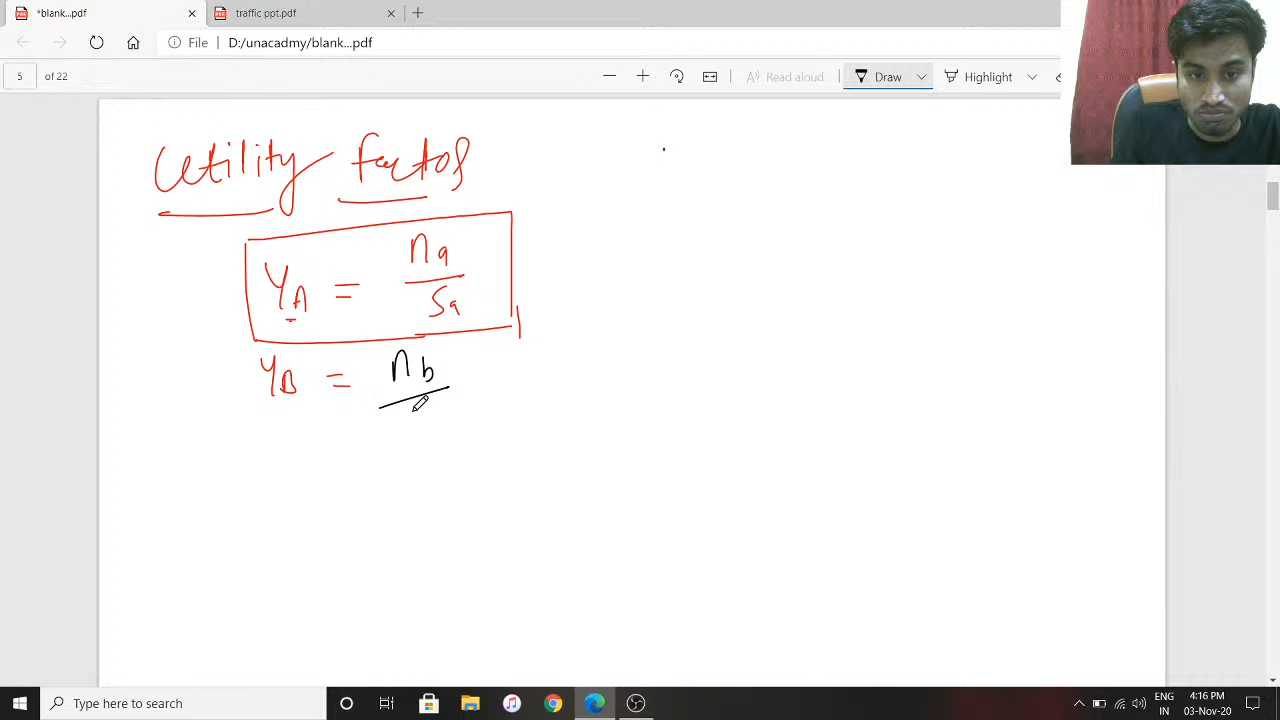 *blank...pdf
traffic ppt.pdf
File D:/unacadmy/blank...pdf
5 of 22
Read aloud
Draw
Highlight
Utility factor
YA = na / Sa
YB = nb
Type here to search
ENG
IN
4:16 PM
03-Nov-20